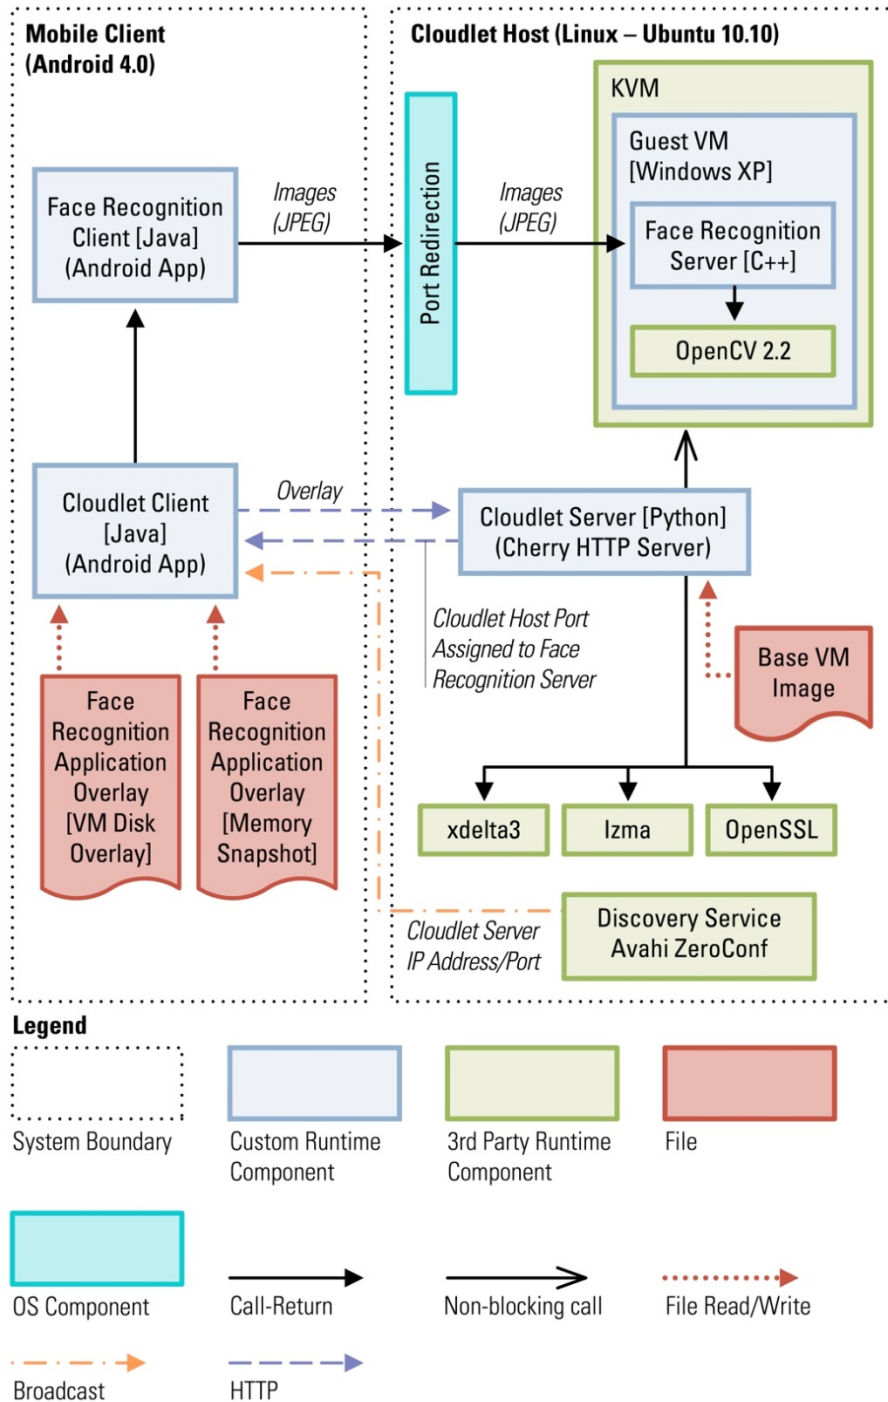 Mobile Client
(Android 4.0)
Cloudlet Host (Linux – Ubuntu 10.10)
KVM
Guest VM
[Windows XP]
Face Recognition
Client [Java]
(Android App)
Images
(JPEG)
Port Redirection
Images
(JPEG)
Face Recognition
Server [C++]
OpenCV 2.2
Cloudlet Client
[Java]
(Android App)
Overlay
Cloudlet Server [Python]
(Cherry HTTP Server)
Cloudlet Host Port
Assigned to Face
Recognition Server
Base VM
Image
Face
Recognition
Application
Overlay
[VM Disk
Overlay]
Face
Recognition
Application
Overlay
[Memory
Snapshot]
xdelta3
lzma
OpenSSL
Cloudlet Server
IP Address/Port
Discovery Service
Avahi ZeroConf
Legend
System Boundary
Custom Runtime
Component
3rd Party Runtime
Component
File
OS Component
Call-Return
Non-blocking call
File Read/Write
Broadcast
HTTP